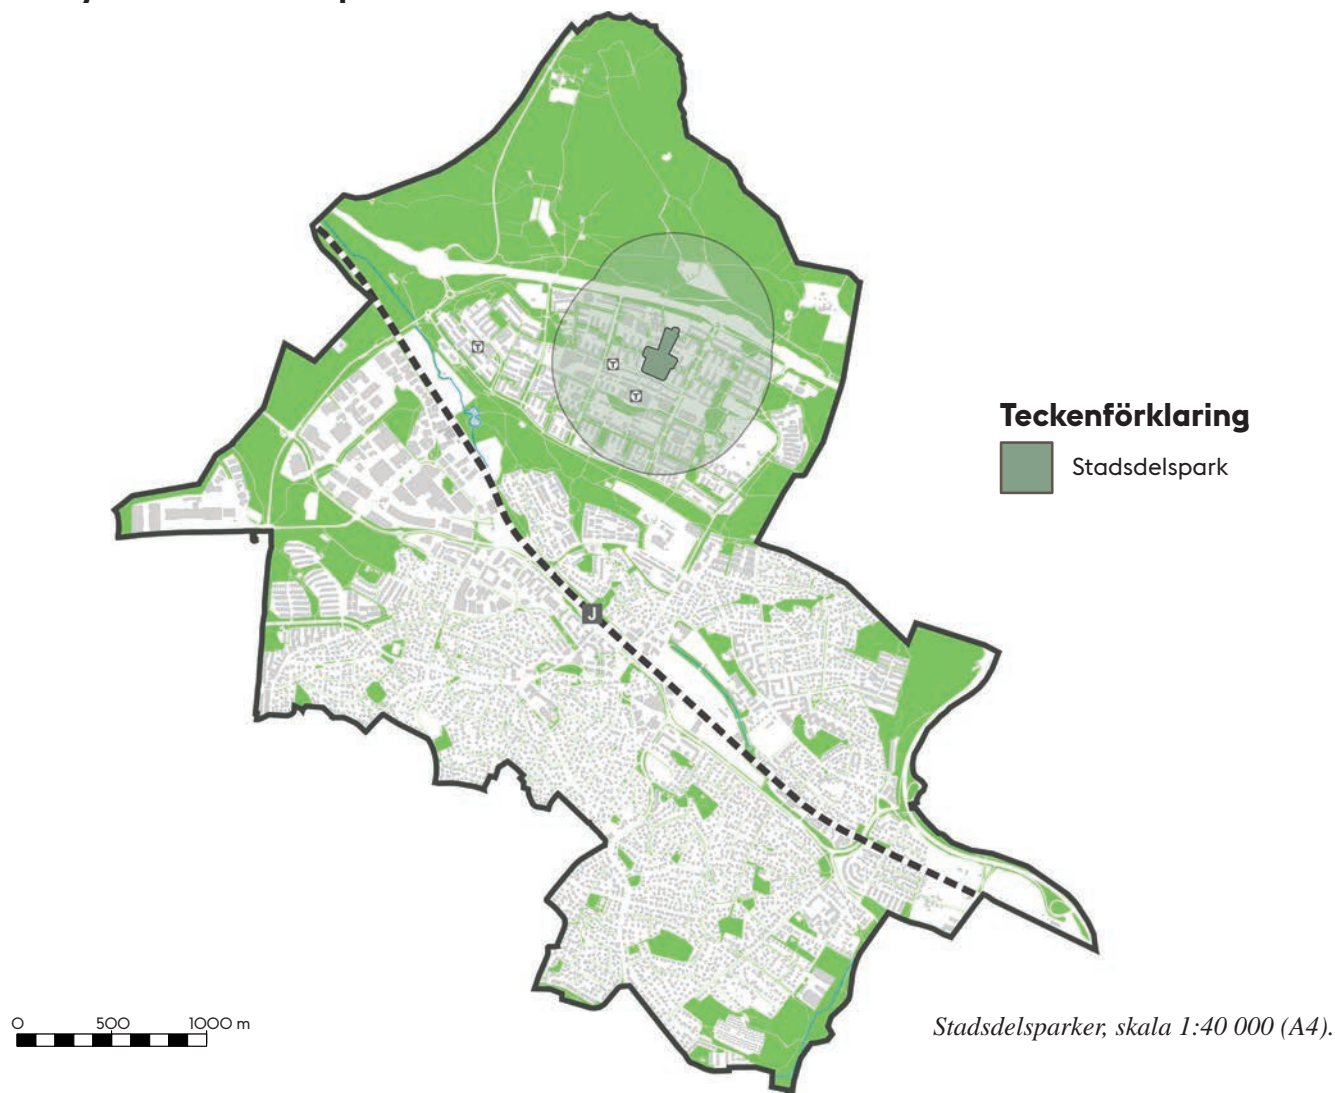 Teckenförklaring
Stadsdelspark
T
T
T
J
0 500 1000 m
Stadsdelsparker, skala 1:40 000 (A4).